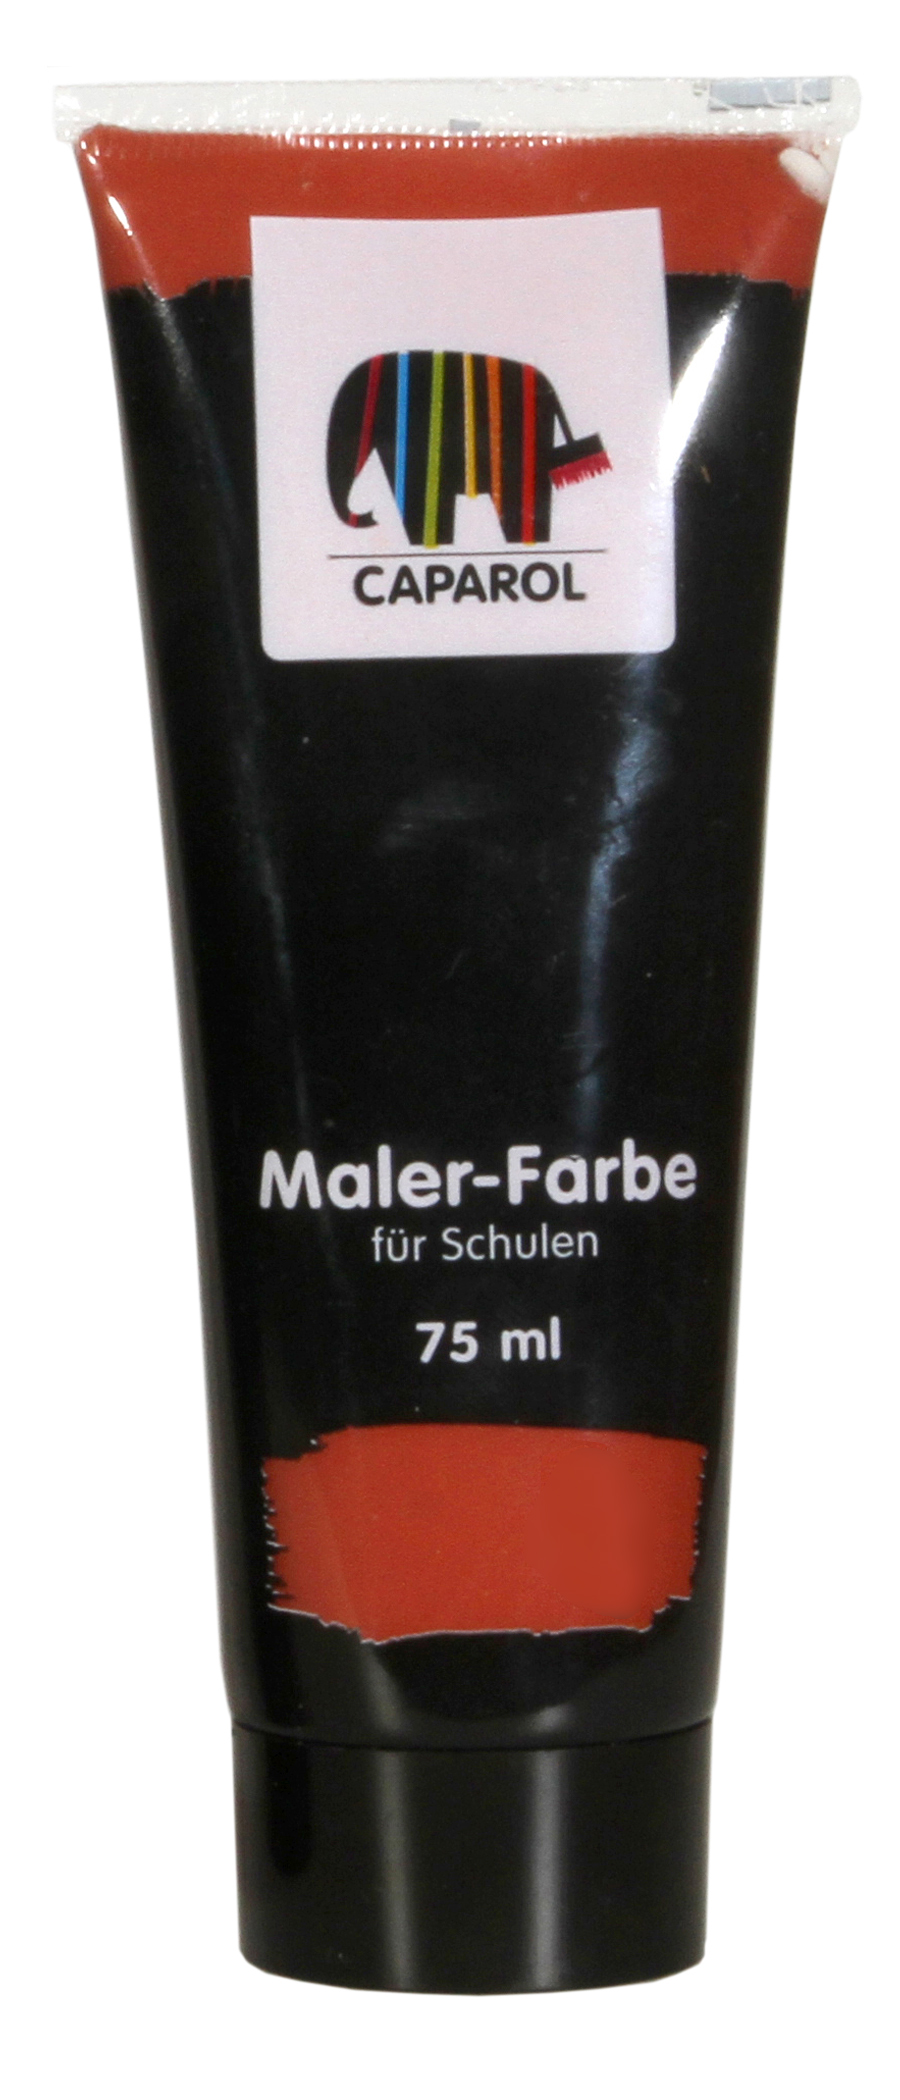 CAPAROL
Maler-Farbe
für Schulen
75 ml